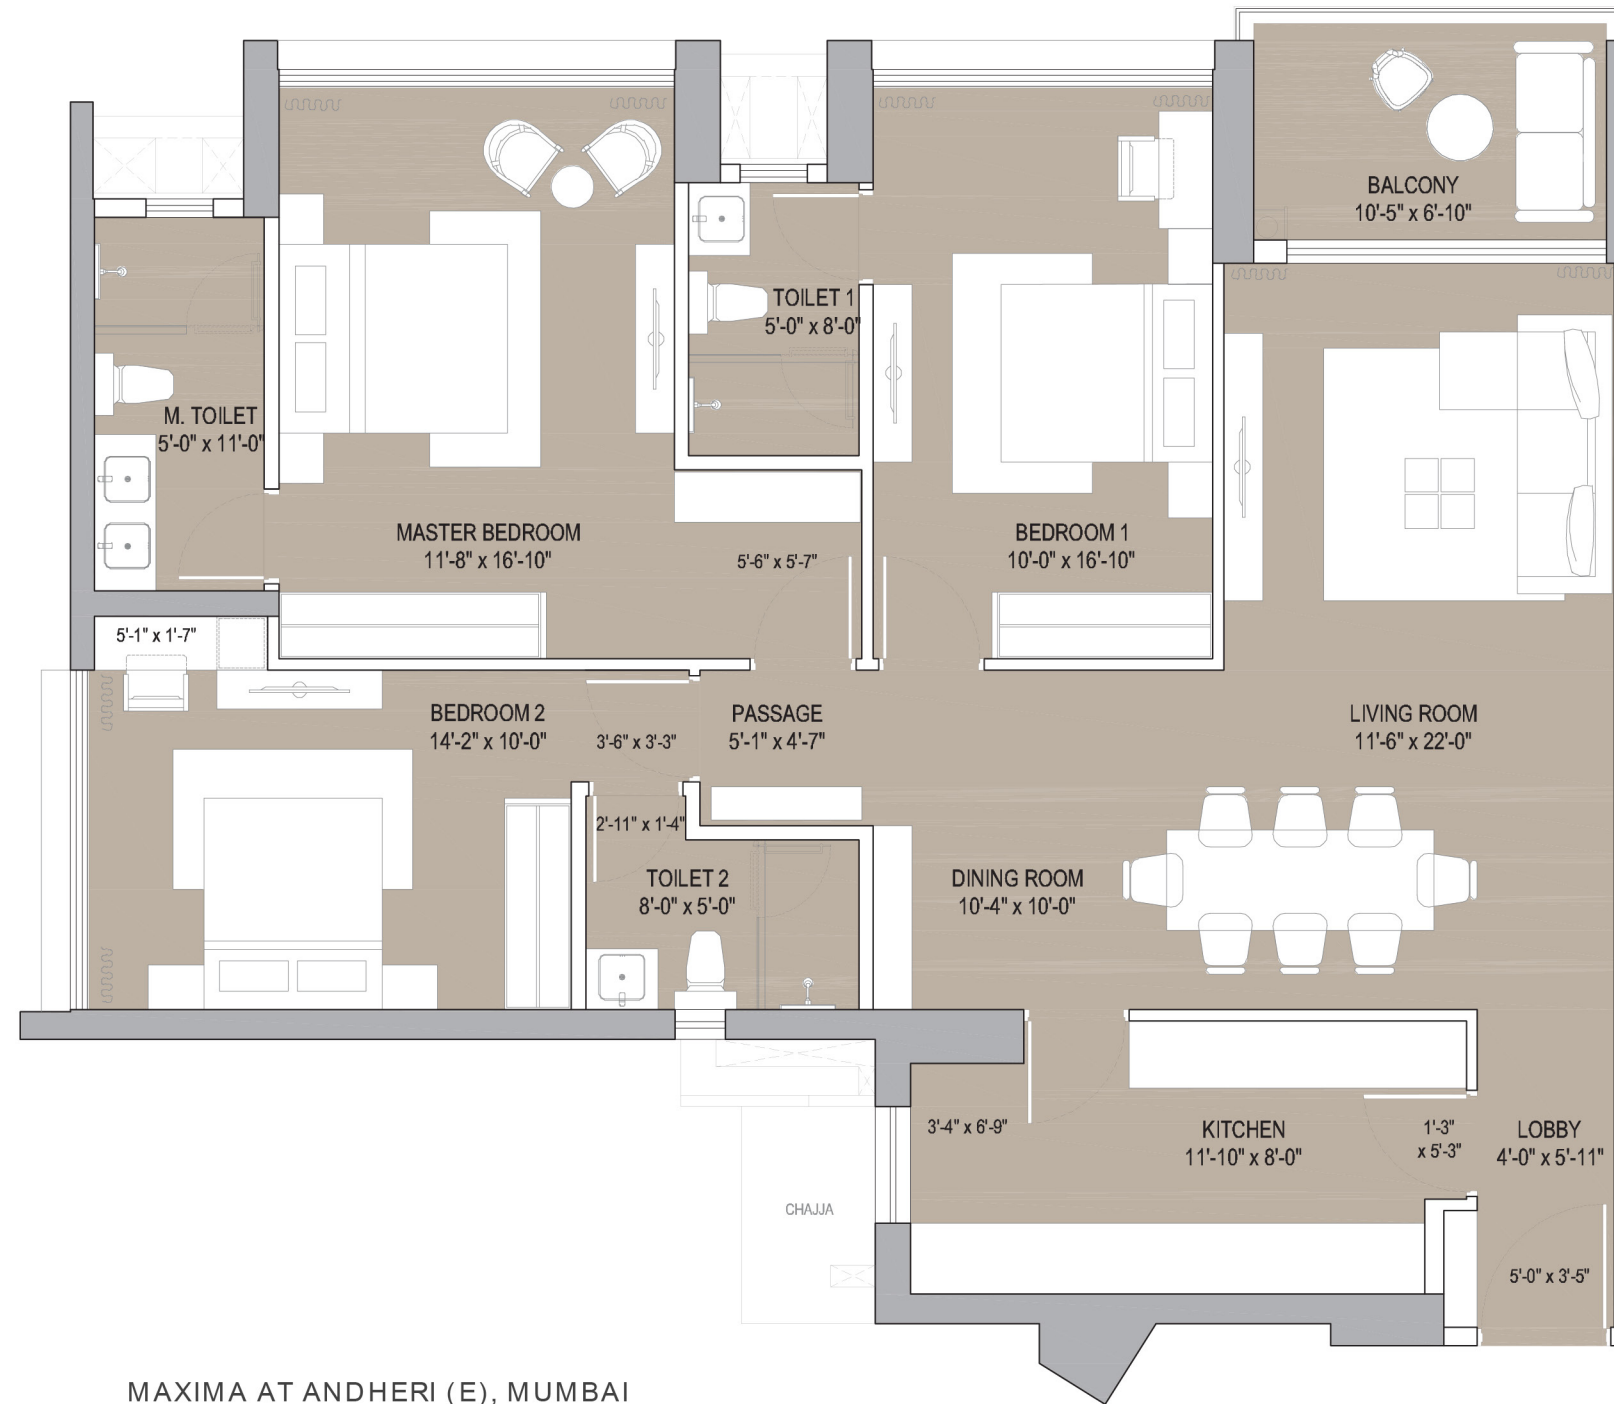 BALCONY
10'-5" x 6'-10"
TOILET 1
5'-0" x 8'-0"
M. TOILET
5'-0" x 11'-0"
MASTER BEDROOM
11'-8" x 16'-10"
5'-6" x 5'-7"
BEDROOM 1
10'-0" x 16'-10"
5'-1" x 1'-7"
BEDROOM 2
14'-2" x 10'-0"
3'-6" x 3'-3"
PASSAGE
5'-1" x 4'-7"
LIVING ROOM
11'-6" x 22'-0"
2'-11" x 1'-4"
TOILET 2
8'-0" x 5'-0"
DINING ROOM
10'-4" x 10'-0"
3'-4" x 6'-9"
KITCHEN
11'-10" x 8'-0"
1'-3"
x 5'-3"
LOBBY
4'-0" x 5'-11"
CHAJJA
5'-0" x 3'-5"
MAXIMA AT ANDHERI (E), MUMBAI